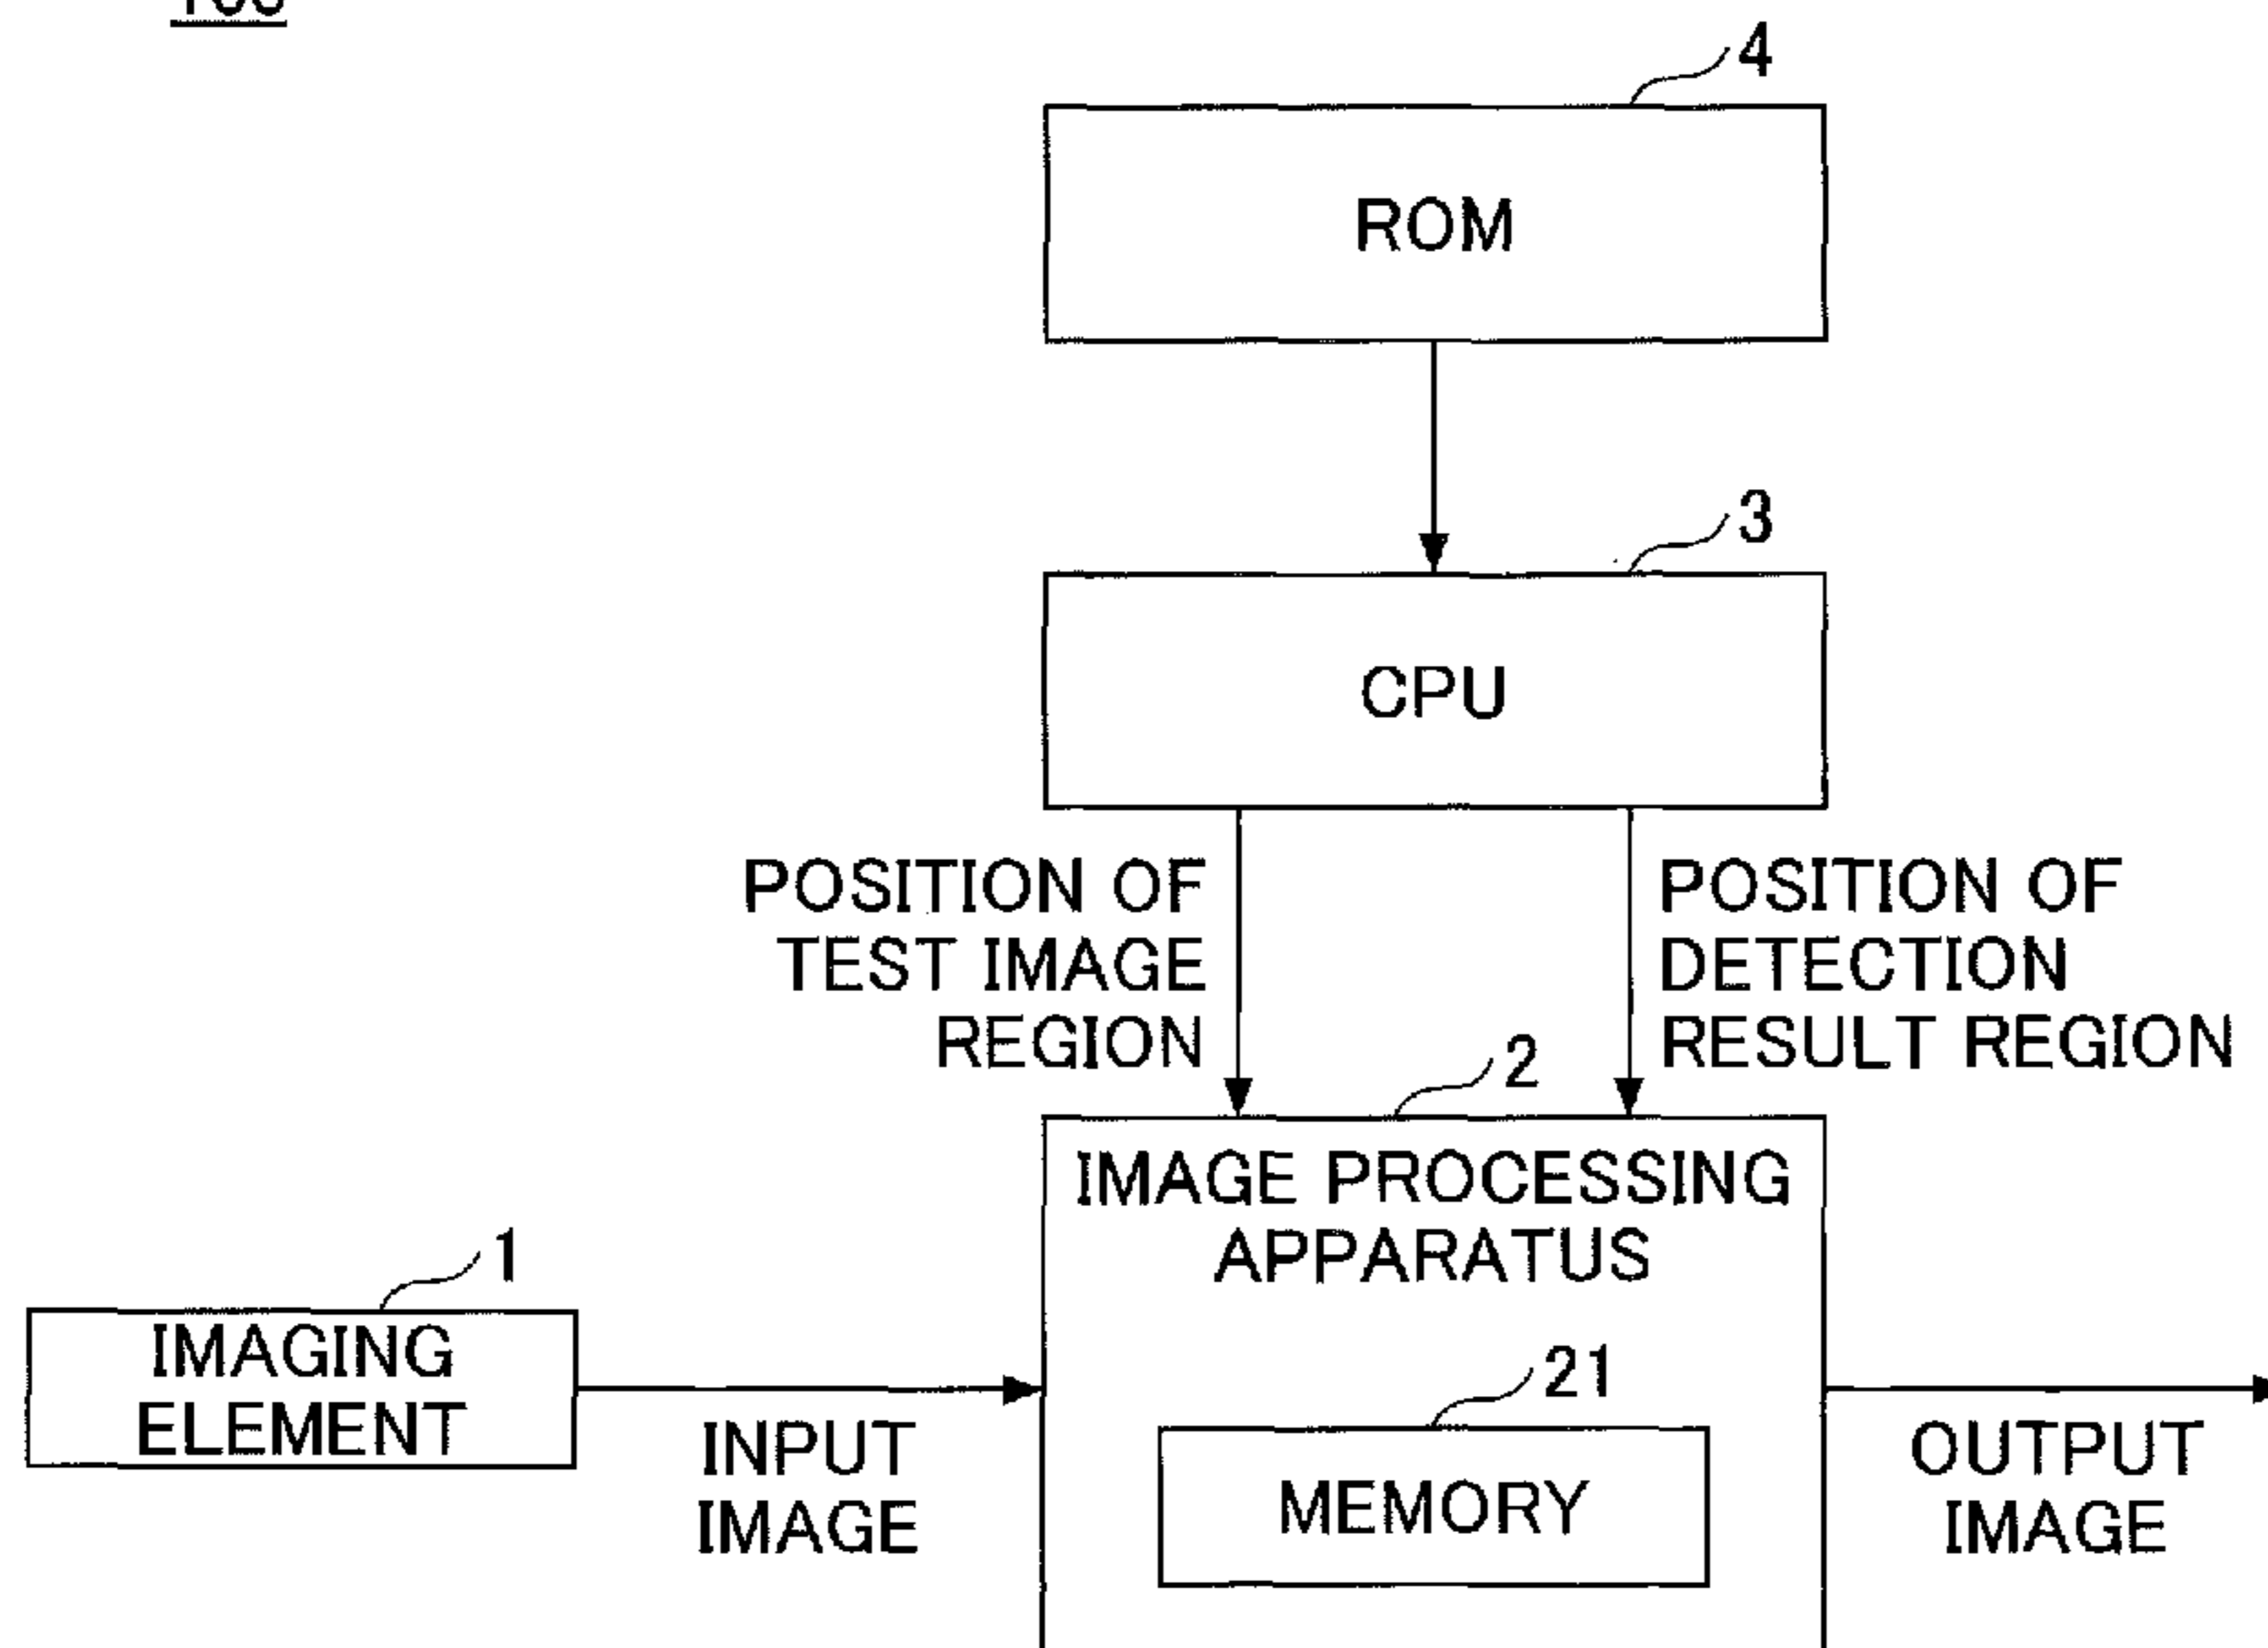 4
ROM
3
CPU
POSITION OF
TEST IMAGE
REGION
POSITION OF
DETECTION
RESULT REGION
2
IMAGE PROCESSING
APPARATUS
1
IMAGING
ELEMENT
INPUT
IMAGE
21
MEMORY
OUTPUT
IMAGE